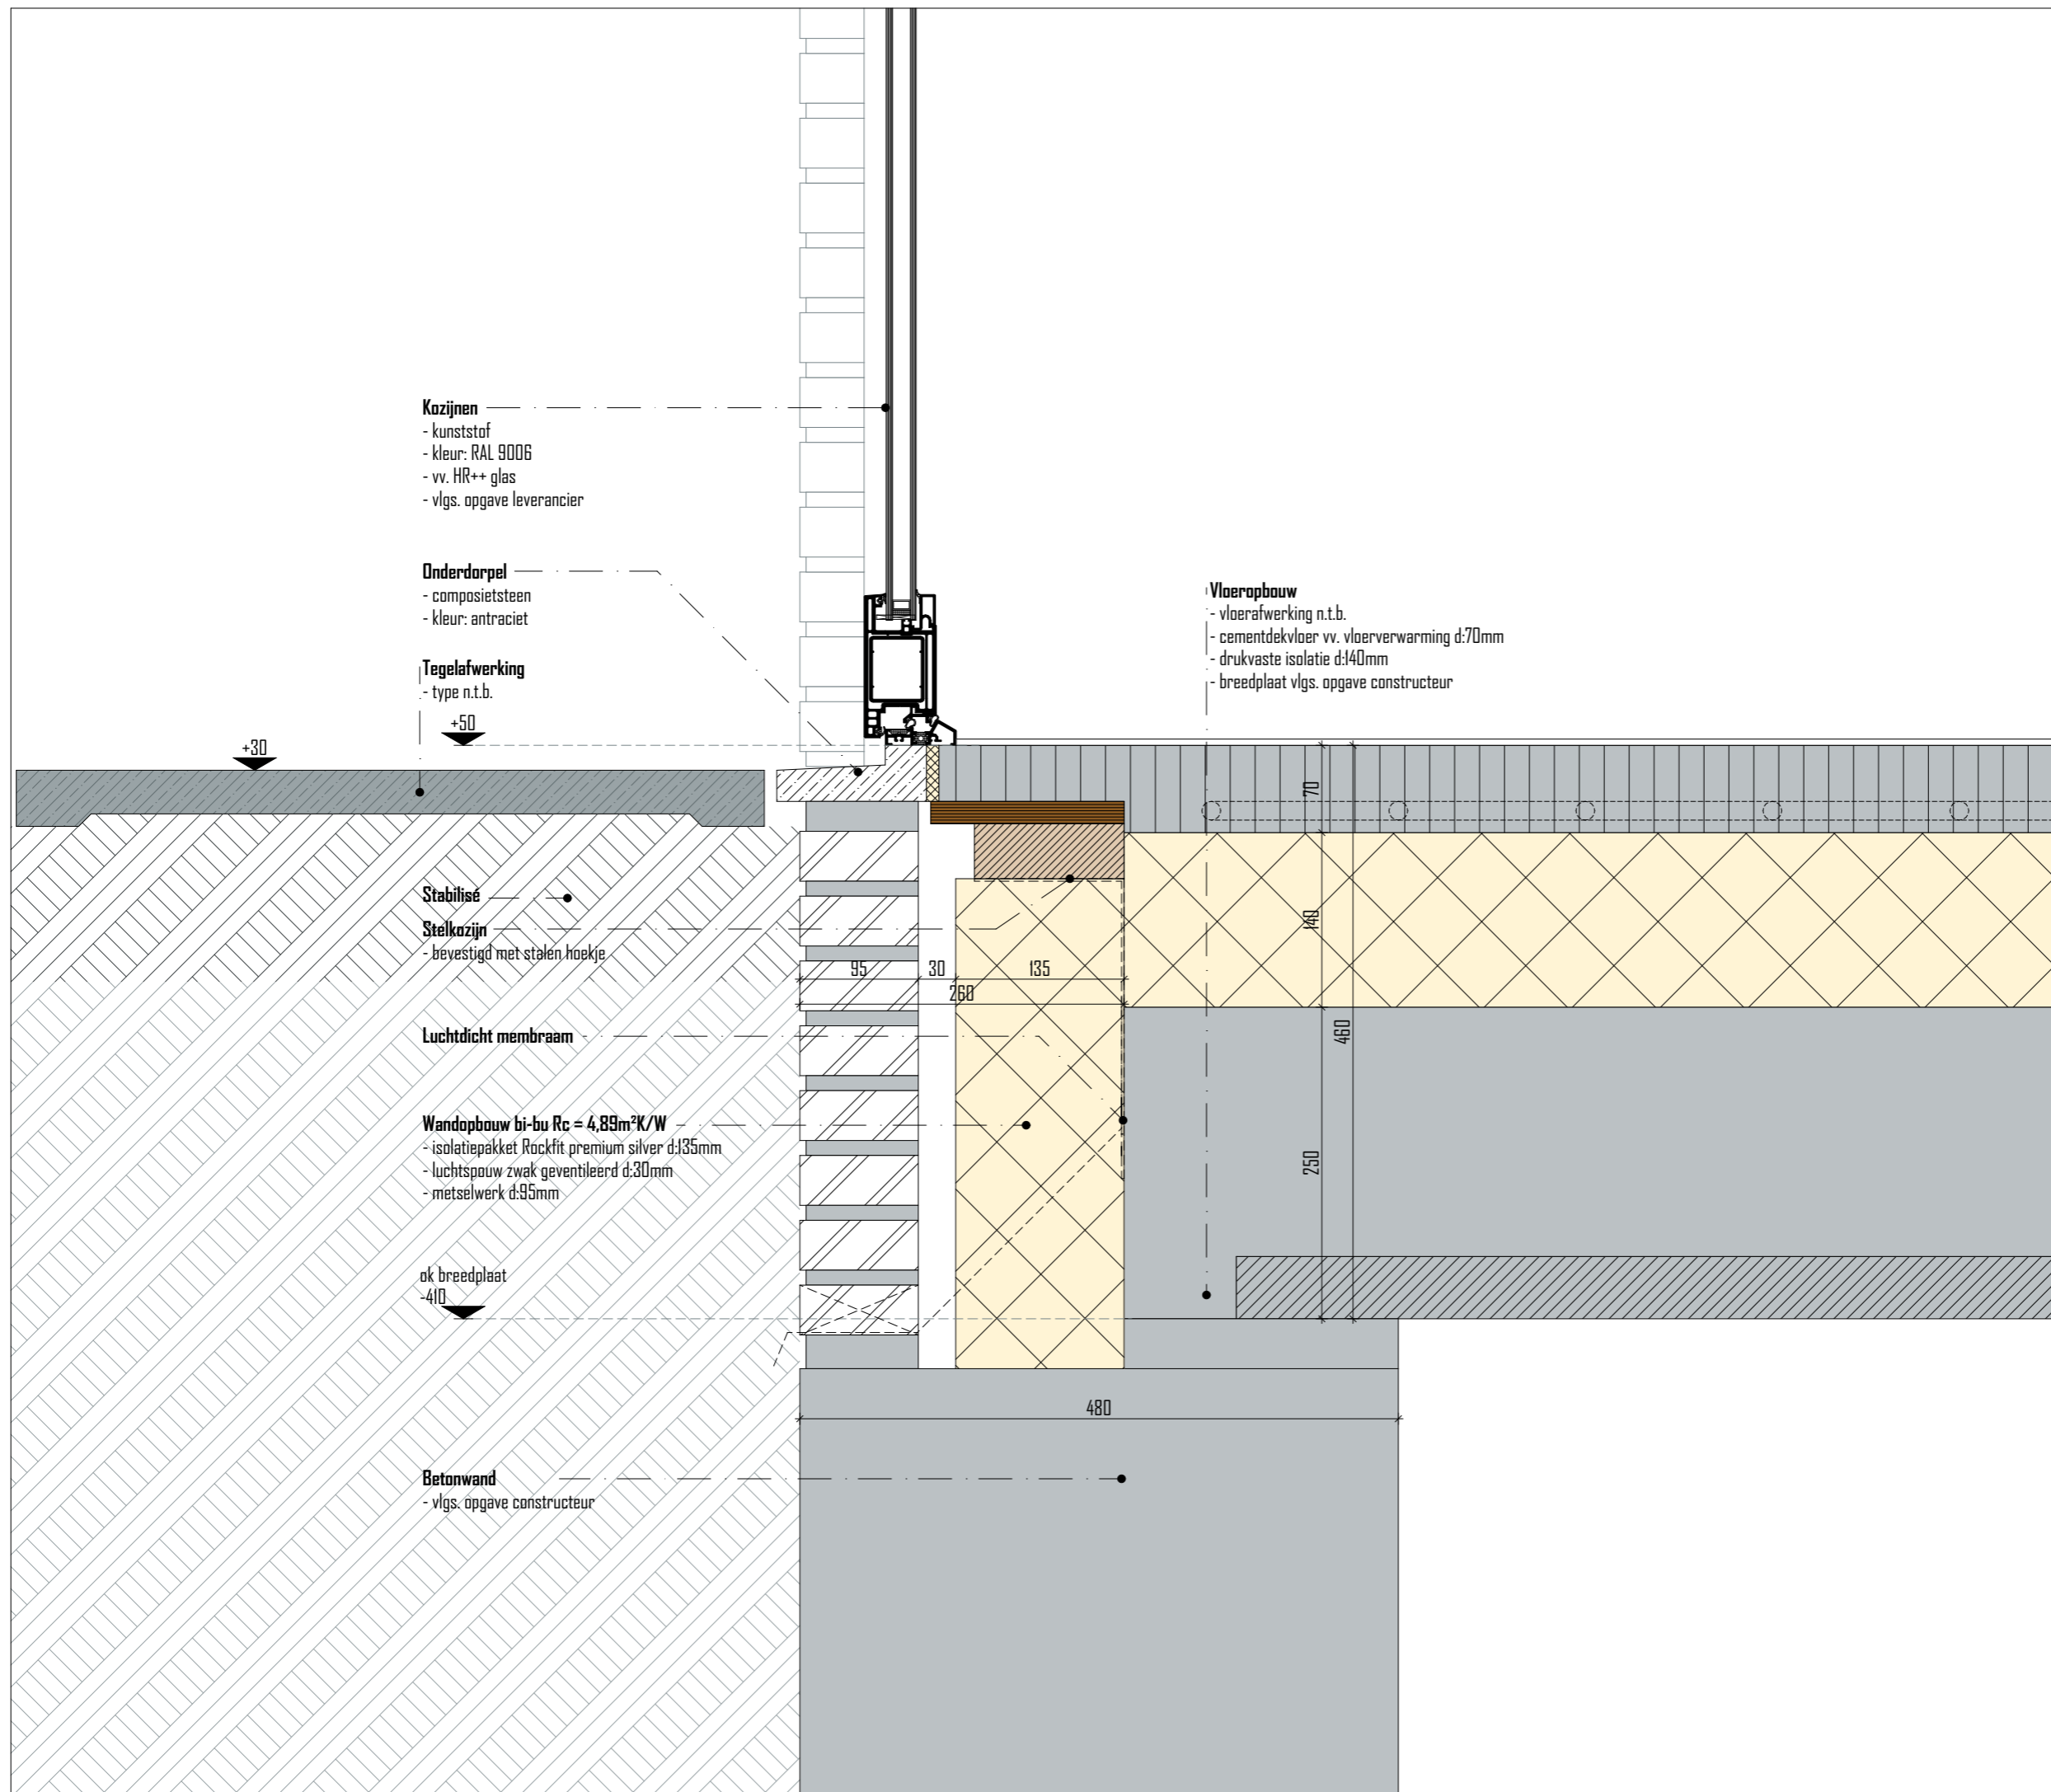 Kozijnen
- kunststof
- kleur: RAL 9006
- vv. HR++ glas
- vlgs. opgave leverancier
Onderdorpel
- composietsteen
- kleur: antraciet
Vloeropbouw
- vloerafwerking n.t.b.
- cementdekvloer vv. vloerverwarming d:70mm
- drukvaste isolatie d:140mm
- breedplaat vlgs. opgave constructeur
Tegelafwerking
- type n.t.b.
+50
+30
70
Stabilisé
Stelkozijn
- bevestigd met stalen hoekje
140
95 30 135
260
460
Luchtdicht membraam
Wandopbouw bi-bu Rc = 4,89m²K/W
- isolatiepakket Rockfit premium silver d:135mm
- luchtspouw zwak geventileerd d:30mm
- metselwerk d:95mm
250
ok breedplaat
-410
480
Betonwand
- vlgs. opgave constructeur